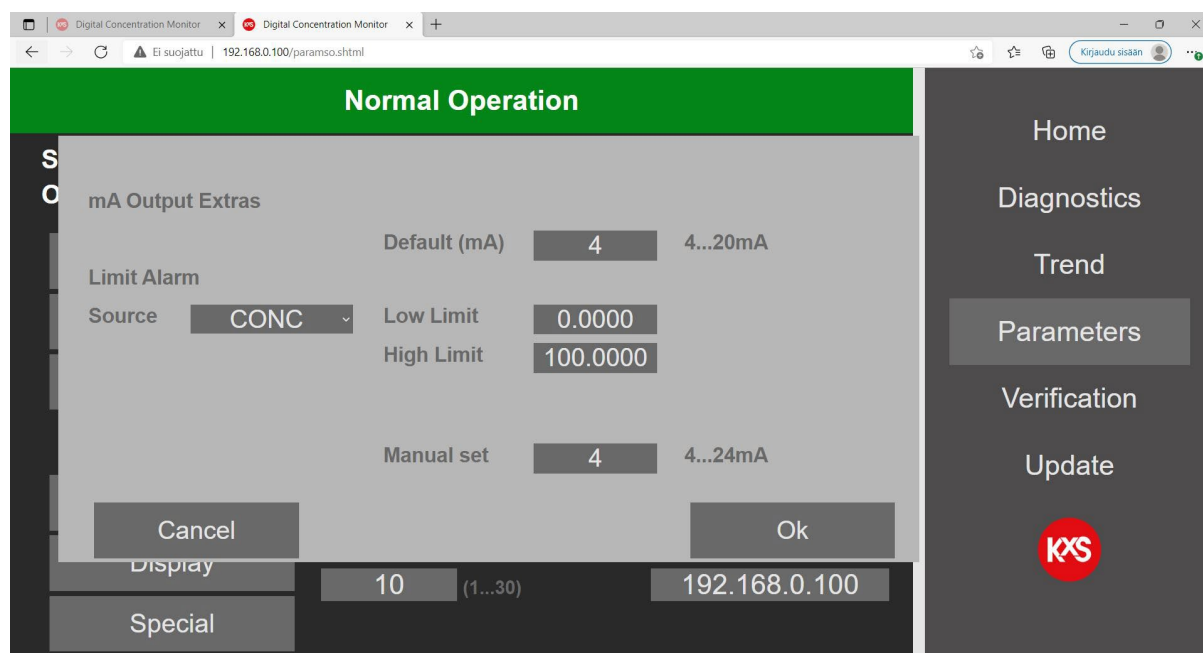 Digital Concentration Monitor
Digital Concentration Monitor
Ei suojattu | 192.168.0.100/paramso.shtml
Kirjaudu sisään
Normal Operation
S
O
mA Output Extras
Default (mA) 4 4...20mA
Limit Alarm
Source CONC Low Limit 0.0000
High Limit 100.0000
Manual set 4 4...24mA
Cancel Ok
Display
10 (1...30) 192.168.0.100
Special
Home
Diagnostics
Trend
Parameters
Verification
Update
KXS